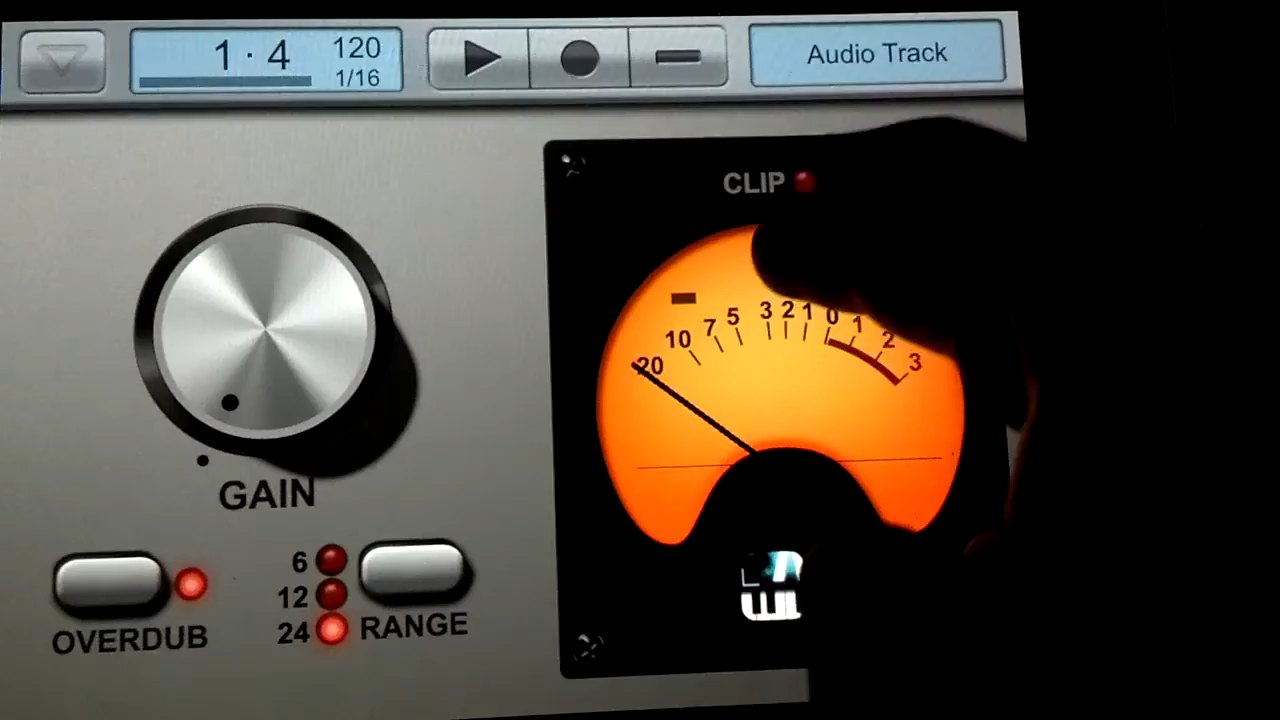 1 · 4 120
1/16
Audio Track
CLIP
20 10 7 5 3 2 1 0 1 2 3
GAIN
6
12
24
OVERDUB
RANGE